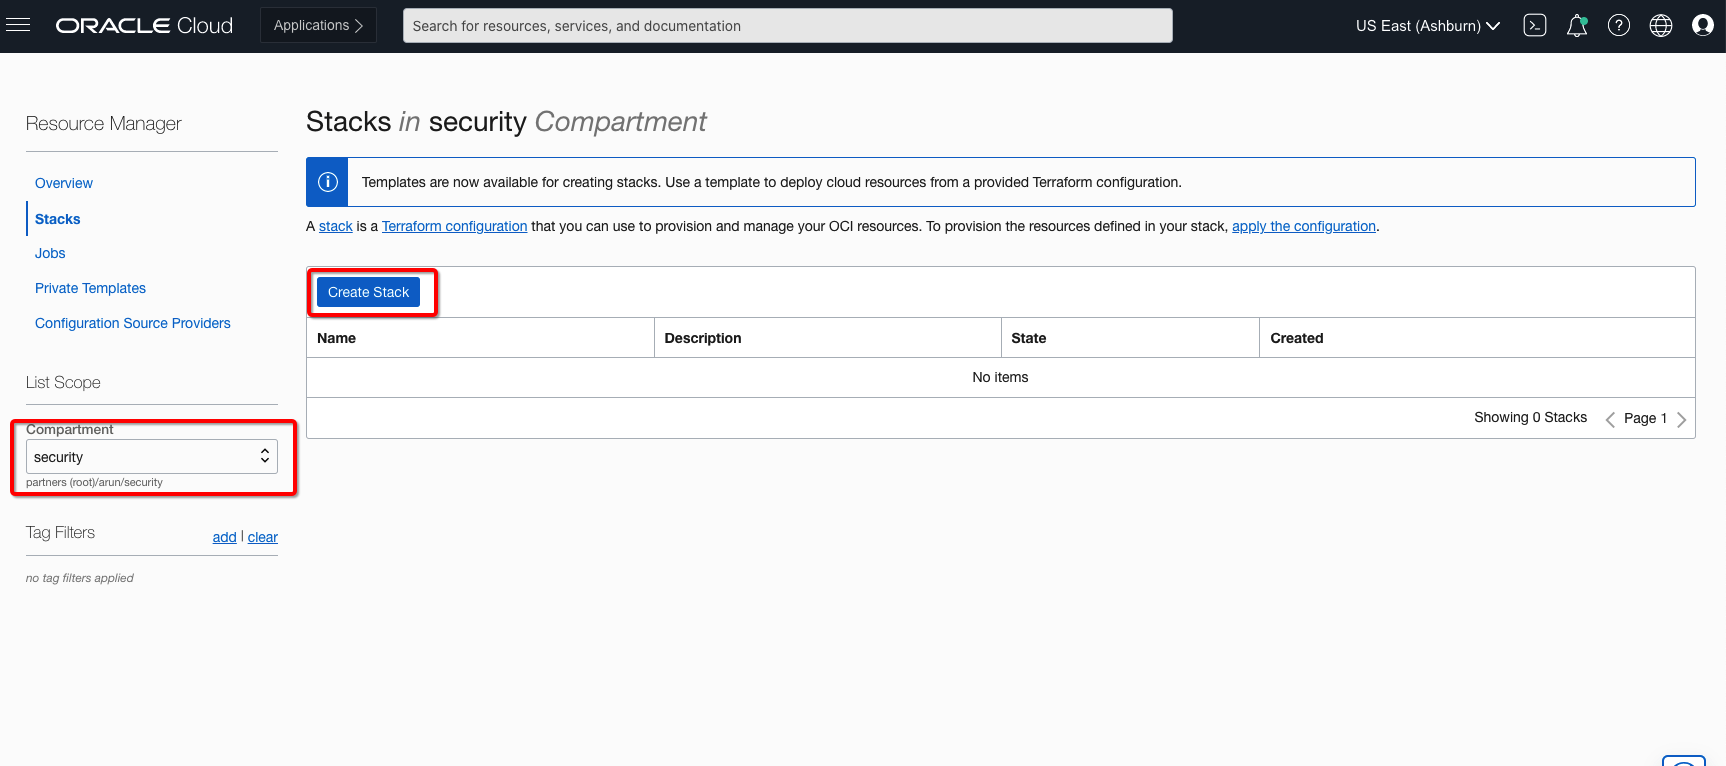 ORACLE Cloud
Applications
Search for resources, services, and documentation
US East (Ashburn)
Resource Manager
Overview
Stacks
Jobs
Private Templates
Configuration Source Providers
List Scope
Compartment
security
partners (root)/arun/security
Tag Filters
add | clear
no tag filters applied
Stacks in security Compartment
Templates are now available for creating stacks. Use a template to deploy cloud resources from a provided Terraform configuration.
A stack is a Terraform configuration that you can use to provision and manage your OCI resources. To provision the resources defined in your stack, apply the configuration.
Create Stack
Name Description State Created
No items
Showing 0 Stacks Page 1